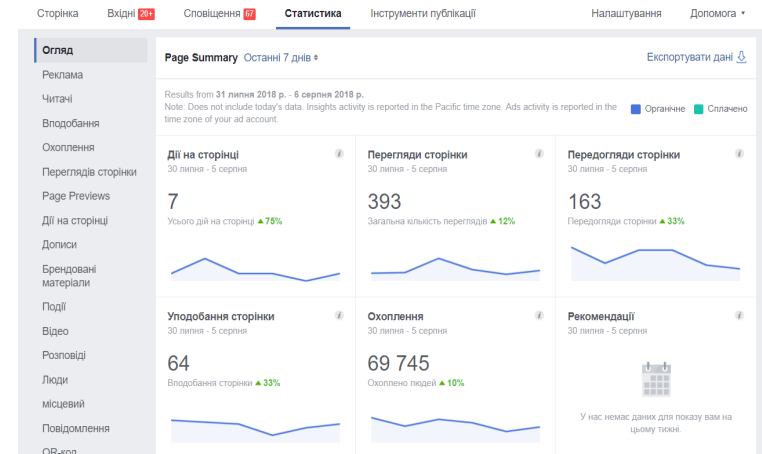 Сторінка Вхідні 20+ Сповіщення 67 Статистика Інструменти публікації Налаштування Допомога
Огляд
Реклама
Читачі
Вподобання
Охоплення
Переглядів сторінки
Page Previews
Дії на сторінці
Дописи
Брендовані
матеріали
Події
Відео
Розповіді
Люди
місцевий
Повідомлення
QR-код
Page Summary Останні 7 днів Експортувати дані
Results from 31 липня 2018 р. - 6 серпня 2018 р.
Note: Does not include today's data. Insights activity is reported in the Pacific time zone. Ads activity is reported in the
time zone of your ad account.
Органічне Сплачено
Дії на сторінці
30 липня - 5 серпня
7
Усього дій на сторінці ▲75%
Перегляди сторінки
30 липня - 5 серпня
393
Загальна кількість переглядів ▲12%
Передогляди сторінки
30 липня - 5 серпня
163
Передогляди сторінки ▲33%
Уподобання сторінки
30 липня - 5 серпня
64
Вподобання сторінки ▲33%
Охоплення
30 липня - 5 серпня
69 745
Охоплено людей ▲10%
Рекомендації
30 липня - 5 серпня
У нас немає даних для показу вам на
цьому тижні.